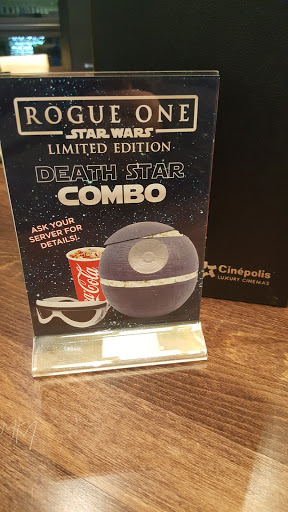 ROGUE ONE
STAR WARS
LIMITED EDITION
DEATH STAR
COMBO
ASK YOUR
SERVER FOR
DETAILS!
Coca-Cola
Cinépolis
LUXURY CINEMAS